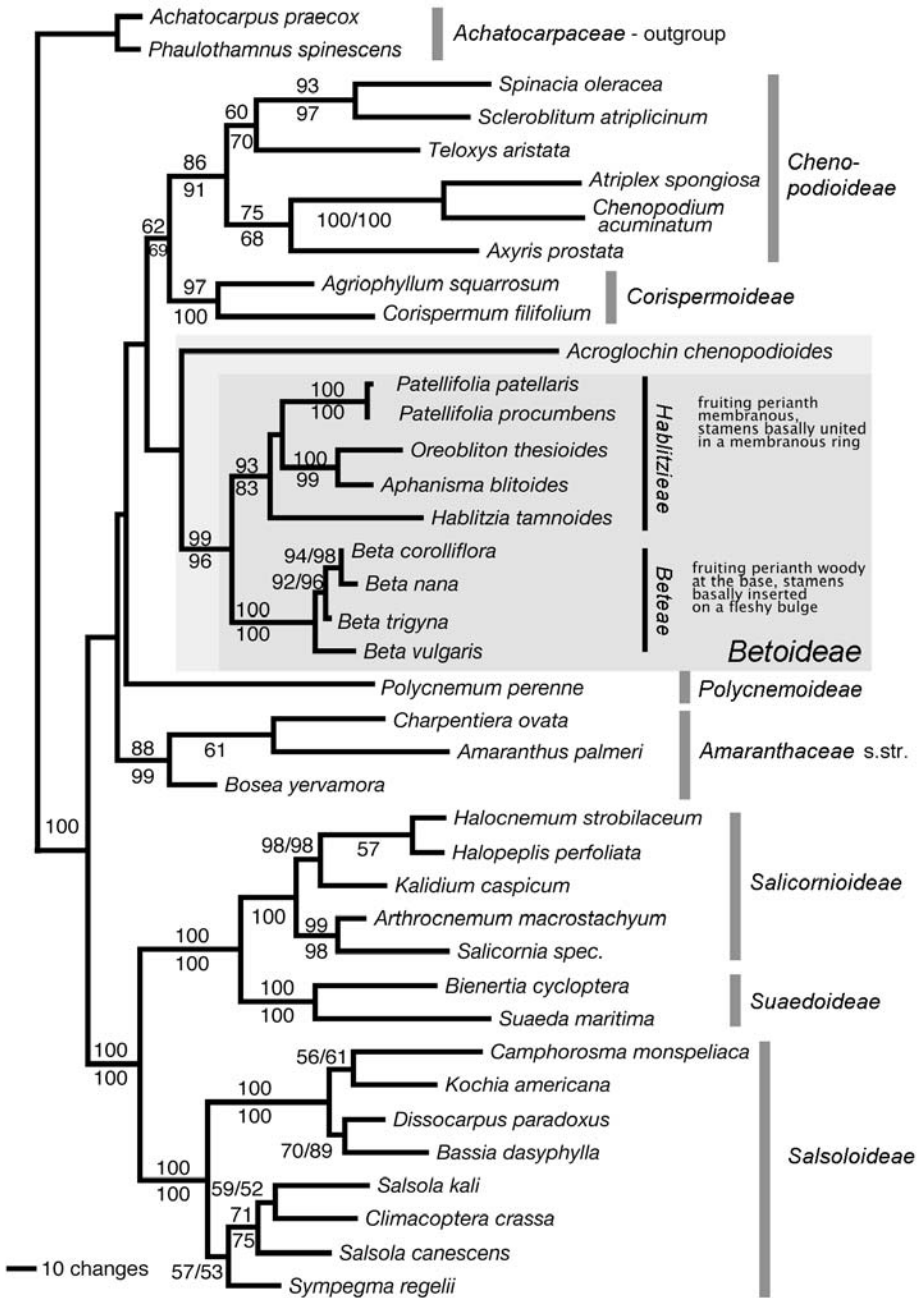 Achatocarpus praecox
Phaulothamnus spinescens
Achatocarpaceae - outgroup
93
97
Spinacia oleracea
Scleroblitum atriplicinum
60
70
Teloxys aristata
86
91
Atriplex spongiosa
100/100
Chenopodium
acuminatum
75
68
Axyris prostata
Cheno-
podioideae
62
69
97
100
Agriophyllum squarrosum
Corispermum filifolium
Corispermoideae
Acroglochin chenopodioides
100
100
Patellifolia patellaris
Patellifolia procumbens
100
99
Oreobliton thesioides
Aphanisma blitoides
93
83
Hablitzia tamnoides
Hablitzieae
fruiting perianth
membranous,
stamens basally united
in a membranous ring
99
96
94/98
Beta corolliflora
92/96
Beta nana
100
100
Beta trigyna
Beta vulgaris
Beteae
fruiting perianth woody
at the base, stamens
basally inserted
on a fleshy bulge
Betoideae
Polycnemum perenne
Polycnemoideae
Charpentiera ovata
61
Amaranthus palmeri
88
99
Bosea yervamora
Amaranthaceae s.str.
100
Halocnemum strobilaceum
98/98
57
Halopeplis perfoliata
Kalidium caspicum
100
Arthrocnemum macrostachyum
99
98
Salicornia spec.
Salicornioideae
100
100
Bienertia cycloptera
100
100
Suaeda maritima
Suaedoideae
100
100
Camphorosma monspeliaca
56/61
Kochia americana
100
100
Dissocarpus paradoxus
70/89
Bassia dasyphylla
Salsoloideae
100
100
59/52
Salsola kali
Climacoptera crassa
71
75
Salsola canescens
57/53
Sympegma regelii
10 changes